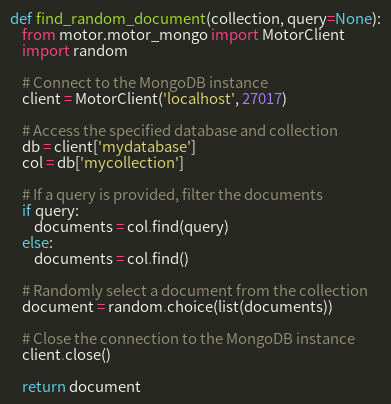 def find_random_document(collection, query=None):
from motor.motor_mongo import MotorClient
import random
# Connect to the MongoDB instance
client = MotorClient('localhost', 27017)
# Access the specified database and collection
db = client['mydatabase']
col = db['mycollection']
# If a query is provided, filter the documents
if query:
documents = col.find(query)
else:
documents = col.find()
# Randomly select a document from the collection
document = random.choice(list(documents))
# Close the connection to the MongoDB instance
client.close()
return document